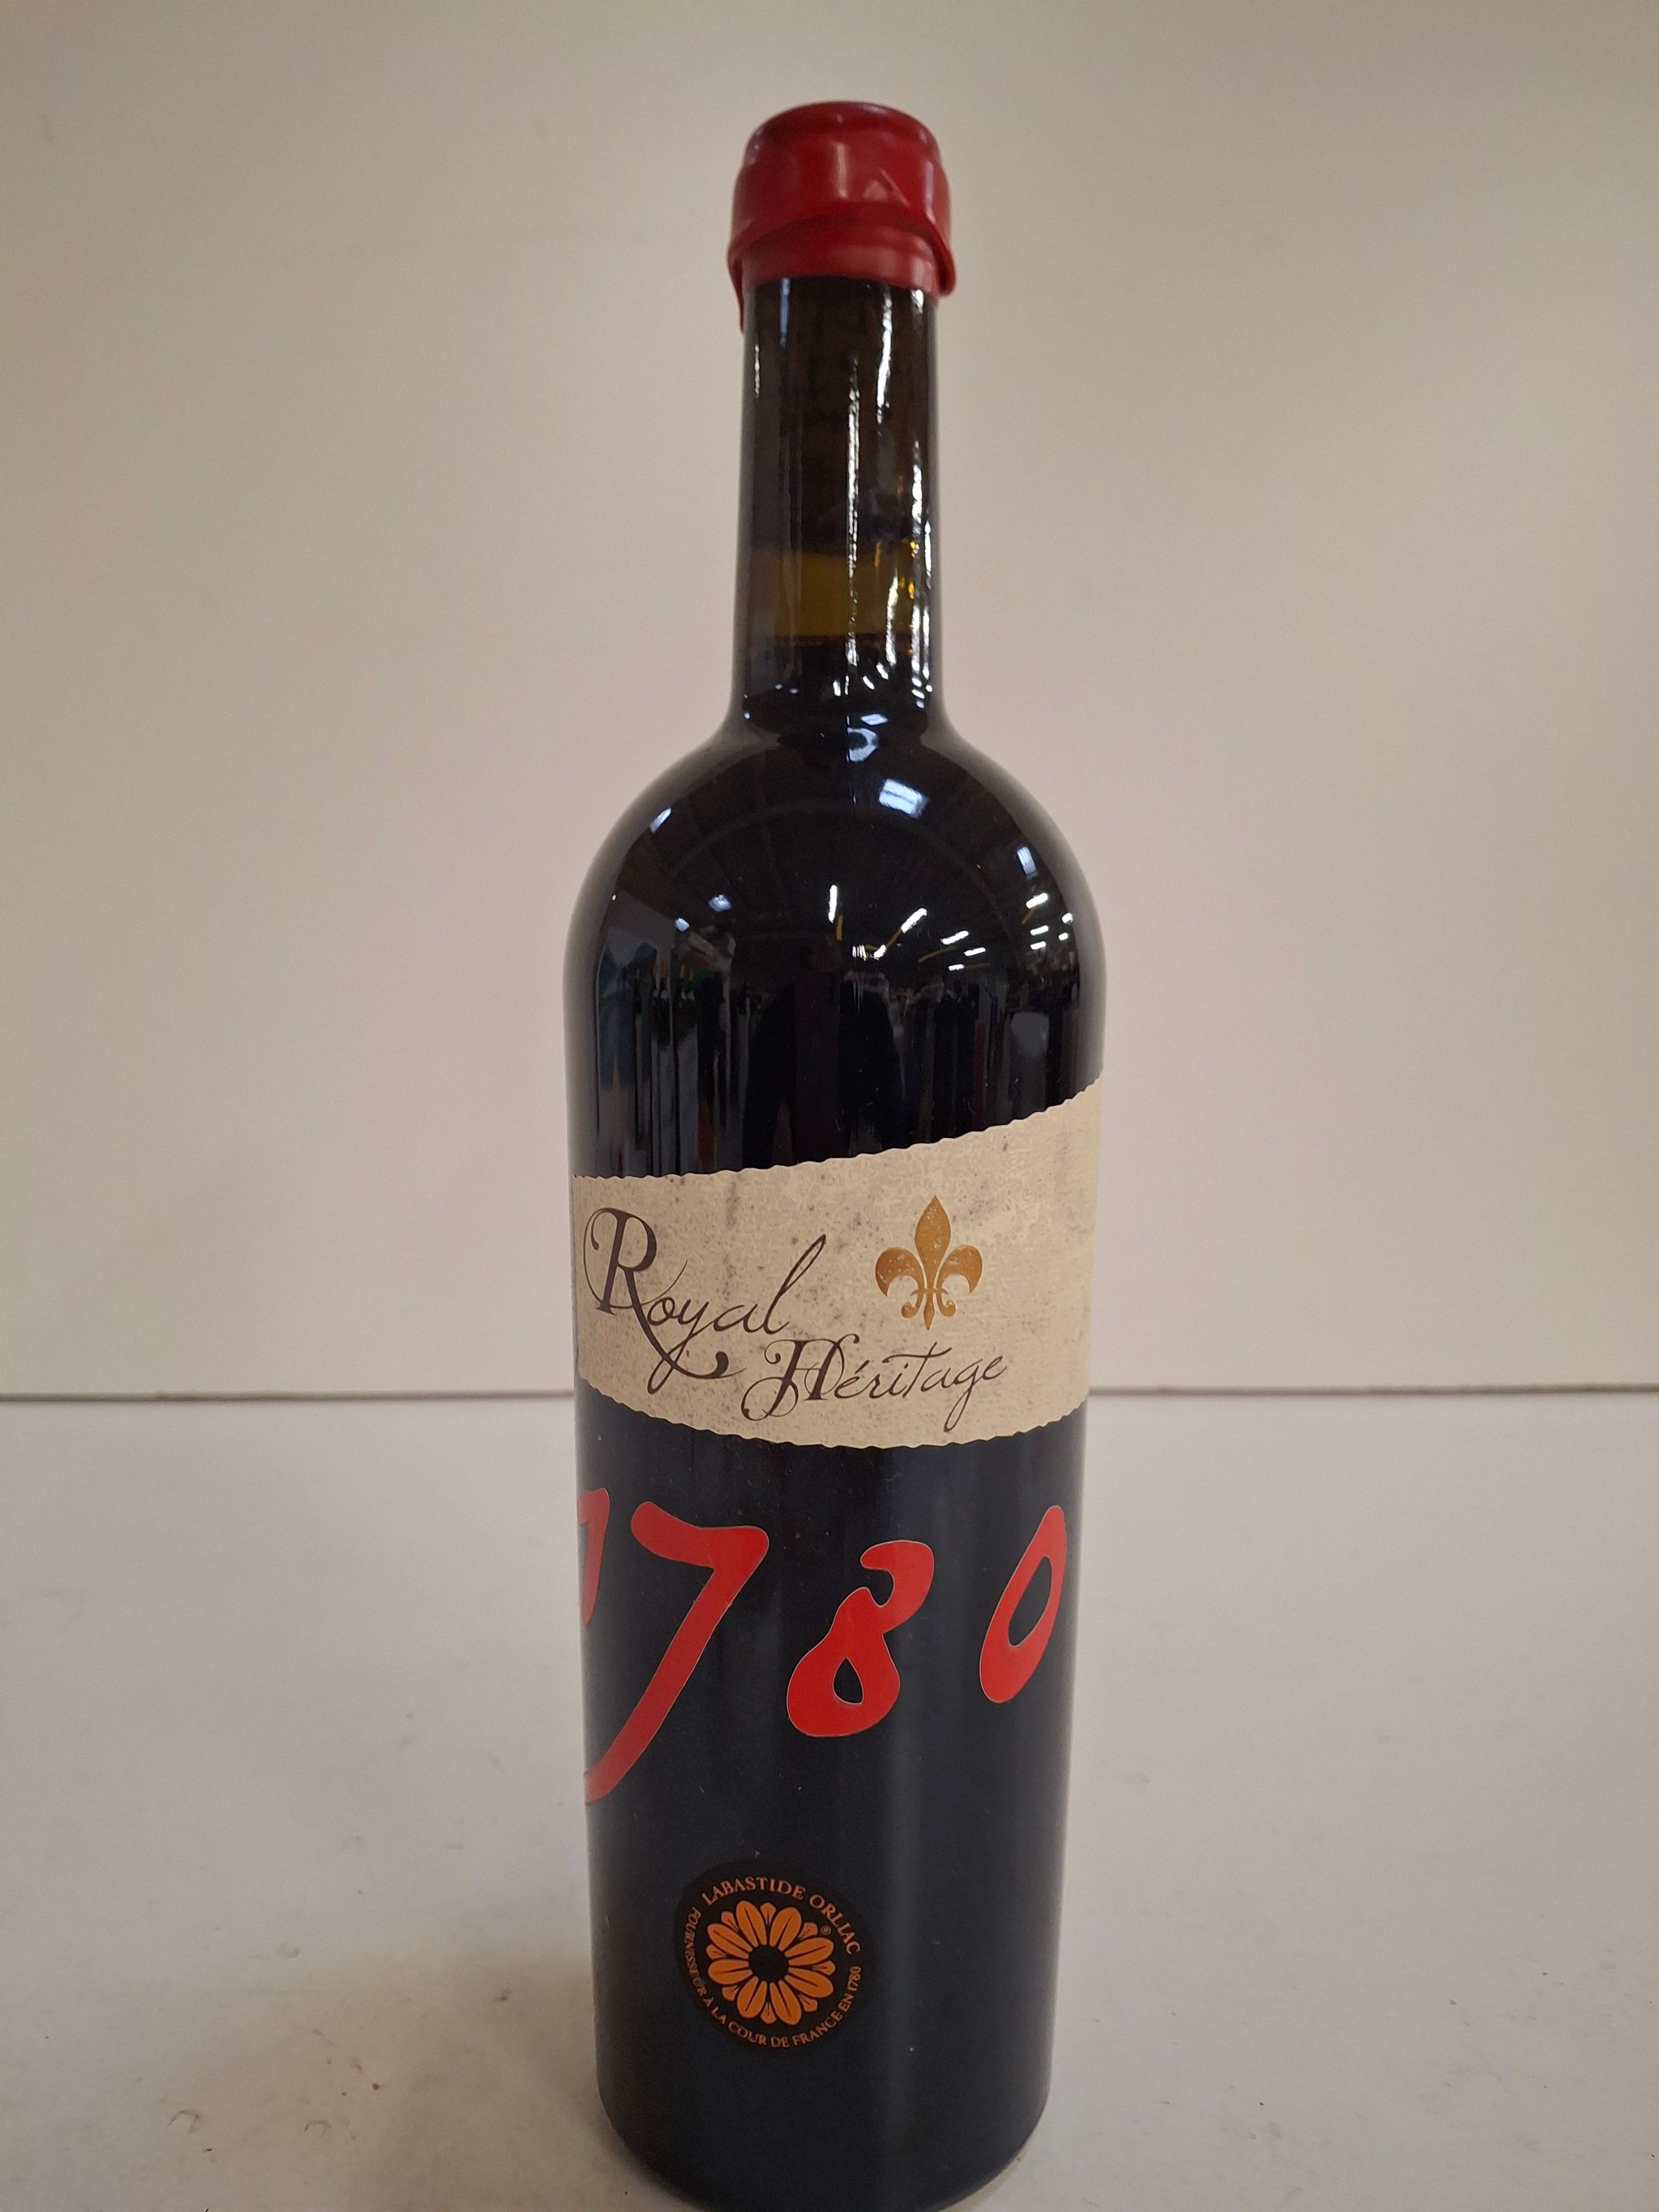 Royal
Héritage
1780
LABASTIDE ORLIAC
FOURNISSEUR À LA COUR DE FRANCE EN 1780